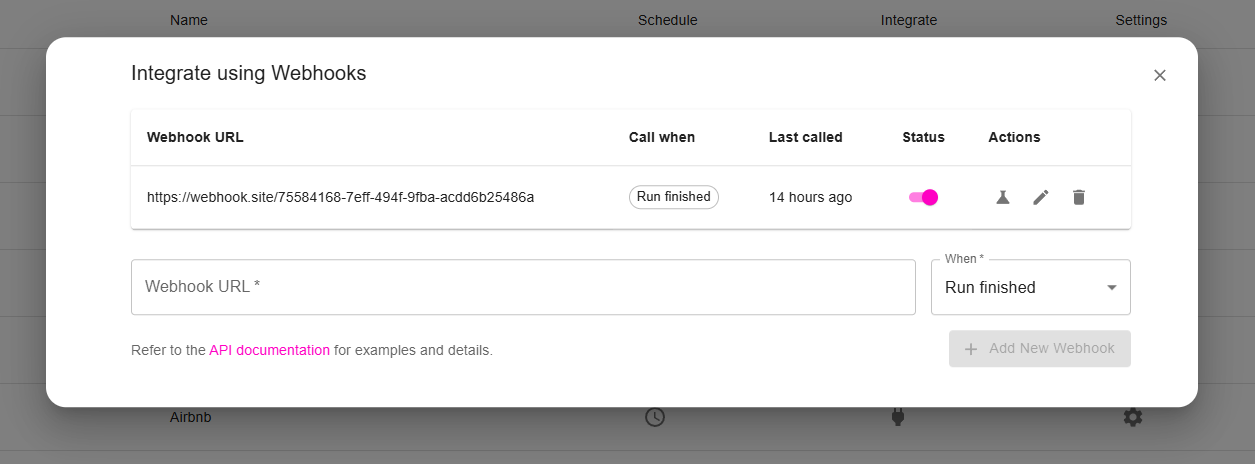 Name Schedule Integrate Settings
Integrate using Webhooks
Webhook URL Call when Last called Status Actions
https://webhook.site/75584168-7eff-494f-9fba-acdd6b25486a Run finished 14 hours ago
When *
Webhook URL * Run finished
Refer to the API documentation for examples and details.
+ Add New Webhook
Airbnb